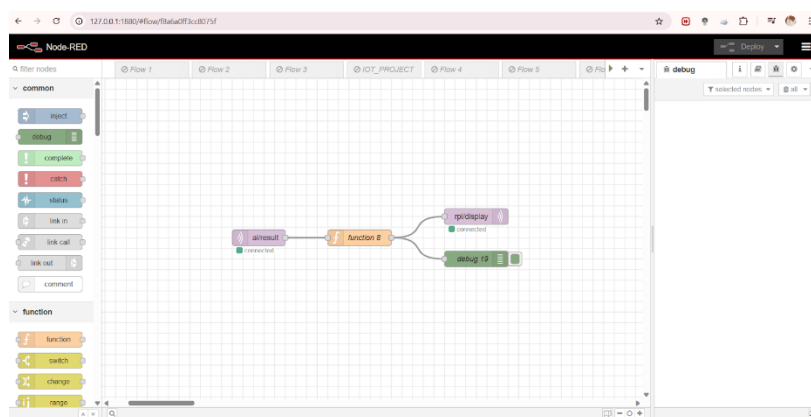 127.0.0.1:1880/#flow/f8a6a0ff3cc8075f
Node-RED
Deploy
filter nodes
Flow 1
Flow 2
Flow 3
IOT_PROJECT
Flow 4
Flow 5
Flo
debug
i
common
selected nodes
all
inject
debug
complete
catch
status
link in
link call
link out
comment
function
function
switch
change
range
ai/result
connected
function 8
rpi/display
connected
debug 19